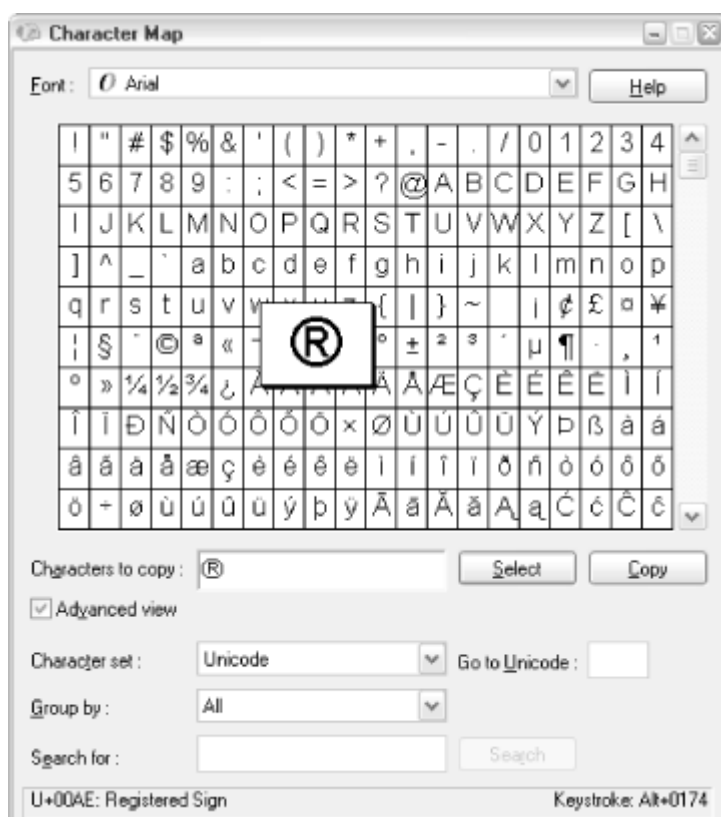 Character Map
Font : O Arial Help
! " # $ % & ' ( ) * + , - . / 0 1 2 3 4
5 6 7 8 9 : ; < = > ? @ A B C D E F G H
I J K L M N O P Q R S T U V W X Y Z [ \
] ^ _ ` a b c d e f g h i j k l m n o p
q r s t u v { | } ~ ¡ ¢ £ ¤ ¥
¦ § ¨ © ª « ® ° ± ² ³ ´ µ ¶ · ¸ ¹
º » ¼ ½ ¾ ¿ Ä Å Æ Ç È É Ê Ë Ì Í
Î Ï Ð Ñ Ò Ó Ô Õ Ö × Ø Ù Ú Û Ü Ý Þ ß à á
â ã ä å æ ç è é ê ë ì í î ï ð ñ ò ó ô õ
ö ÷ ø ù ú û ü ý þ ÿ Ā ā Ă ă Ą ą Ć ć Ĉ ĉ
Characters to copy : ® Select Copy
Advanced view
Character set : Unicode Go to Unicode :
Group by : All
Search for : Search
U+00AE: Registered Sign Keystroke: Alt+0174